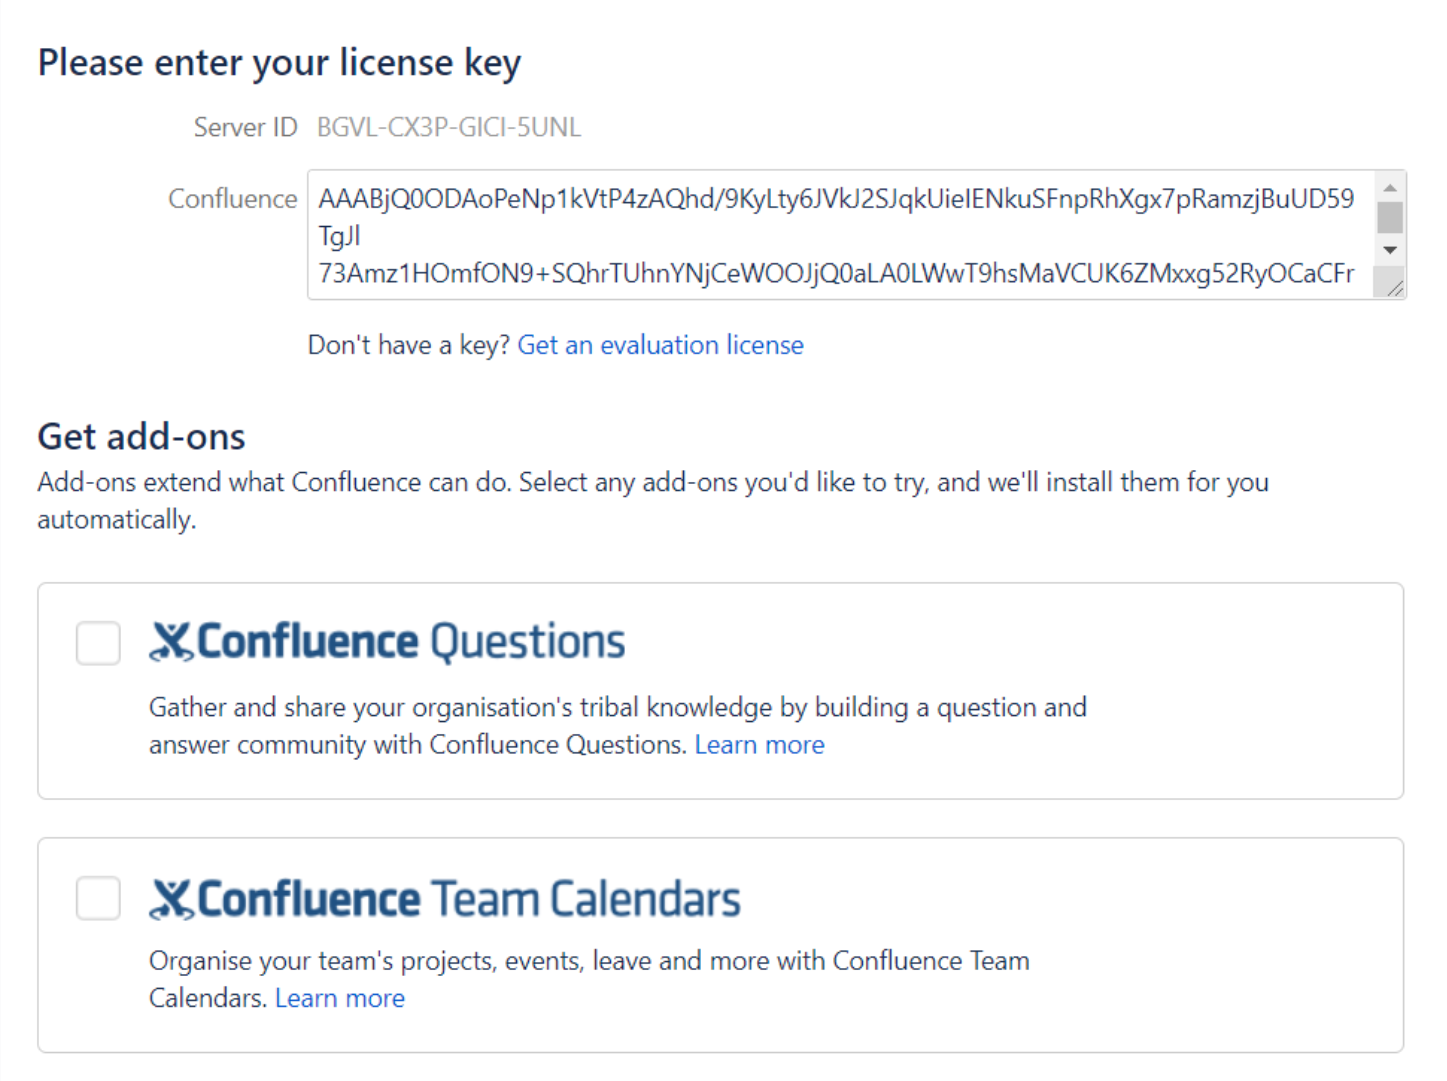 Please enter your license key
Server ID BGVL-CX3P-GICI-5UNL
Confluence AAABjQ0ODAoPeNp1kVtP4zAQhd/9KyLty6JVkJ2SJqkUieIENkuSFnpRhXgx7pRamzjBuUD59
TgJl
73Amz1HOmfON9+SQhrTUhnYNjCeWOOJjQ0aLA0LWwT9hsMaVCUK6ZMxxg52RyOCaCFr
Don't have a key? Get an evaluation license
Get add-ons
Add-ons extend what Confluence can do. Select any add-ons you'd like to try, and we'll install them for you
automatically.
Confluence Questions
Gather and share your organisation's tribal knowledge by building a question and
answer community with Confluence Questions. Learn more
Confluence Team Calendars
Organise your team's projects, events, leave and more with Confluence Team
Calendars. Learn more